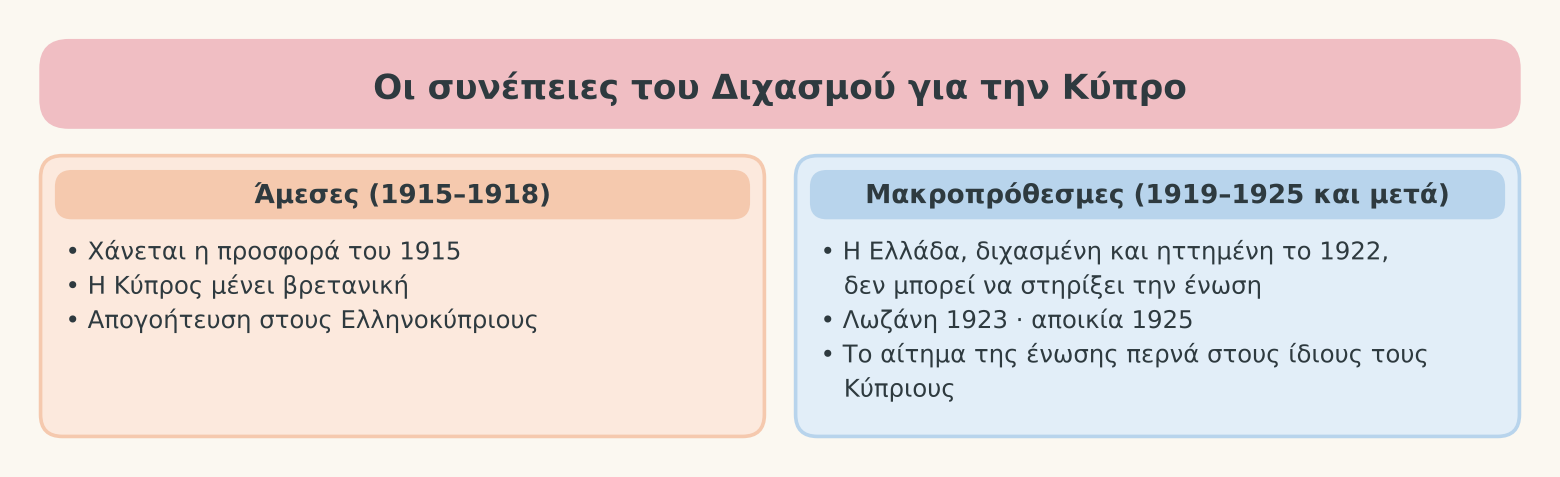 Οι συνέπειες του Διχασμού για την Κύπρο
Άμεσες (1915–1918)
• Χάνεται η προσφορά του 1915
• Η Κύπρος μένει βρετανική
• Απογοήτευση στους Ελληνοκύπριους
Μακροπρόθεσμες (1919–1925 και μετά)
• Η Ελλάδα, διχασμένη και ηττημένη το 1922,
δεν μπορεί να στηρίξει την ένωση
• Λωζάνη 1923 · αποικία 1925
• Το αίτημα της ένωσης περνά στους ίδιους τους
Κύπριους